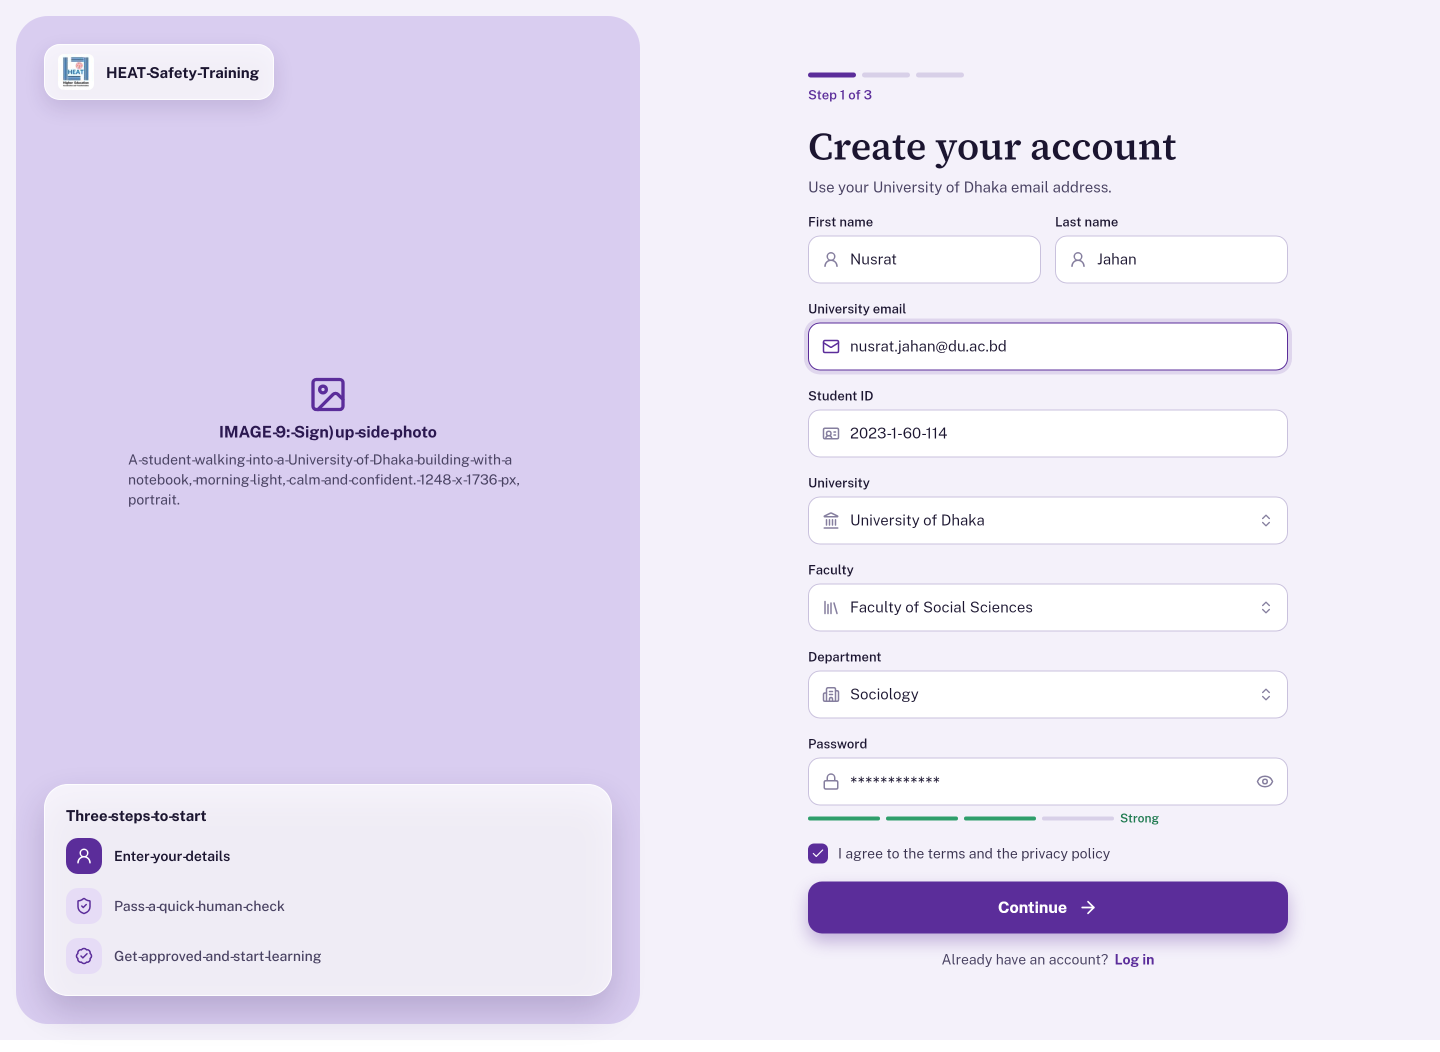 HEAT-Safety-Training
IMAGE-9:-Sign)up-side-photo
A-student-walking-into-a-University-of-Dhaka-building-with-a
notebook,-morning-light,-calm-and-confident.-1248-x-1736-px,
portrait.
Three-steps-to-start
Enter-your-details
Pass-a-quick-human-check
Get-approved-and-start-learning
Step 1 of 3
Create your account
Use your University of Dhaka email address.
First name
Last name
Nusrat
Jahan
University email
nusrat.jahan@du.ac.bd
Student ID
2023-1-60-114
University
University of Dhaka
Faculty
Faculty of Social Sciences
Department
Sociology
Password
************
Strong
I agree to the terms and the privacy policy
Continue
Already have an account? Log in